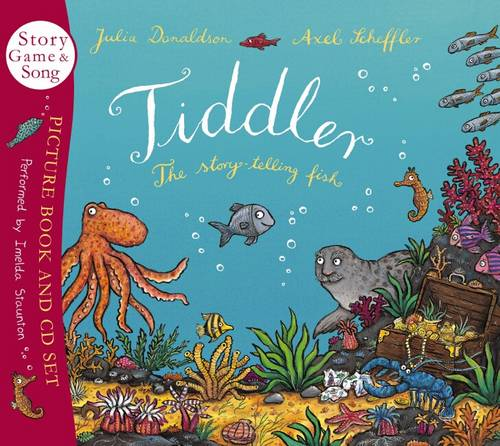 Story
Game &
Song
PICTURE BOOK AND CD SET
Performed by Imelda Staunton
Julia Donaldson
Axel Scheffler
Tiddler
The story-telling fish